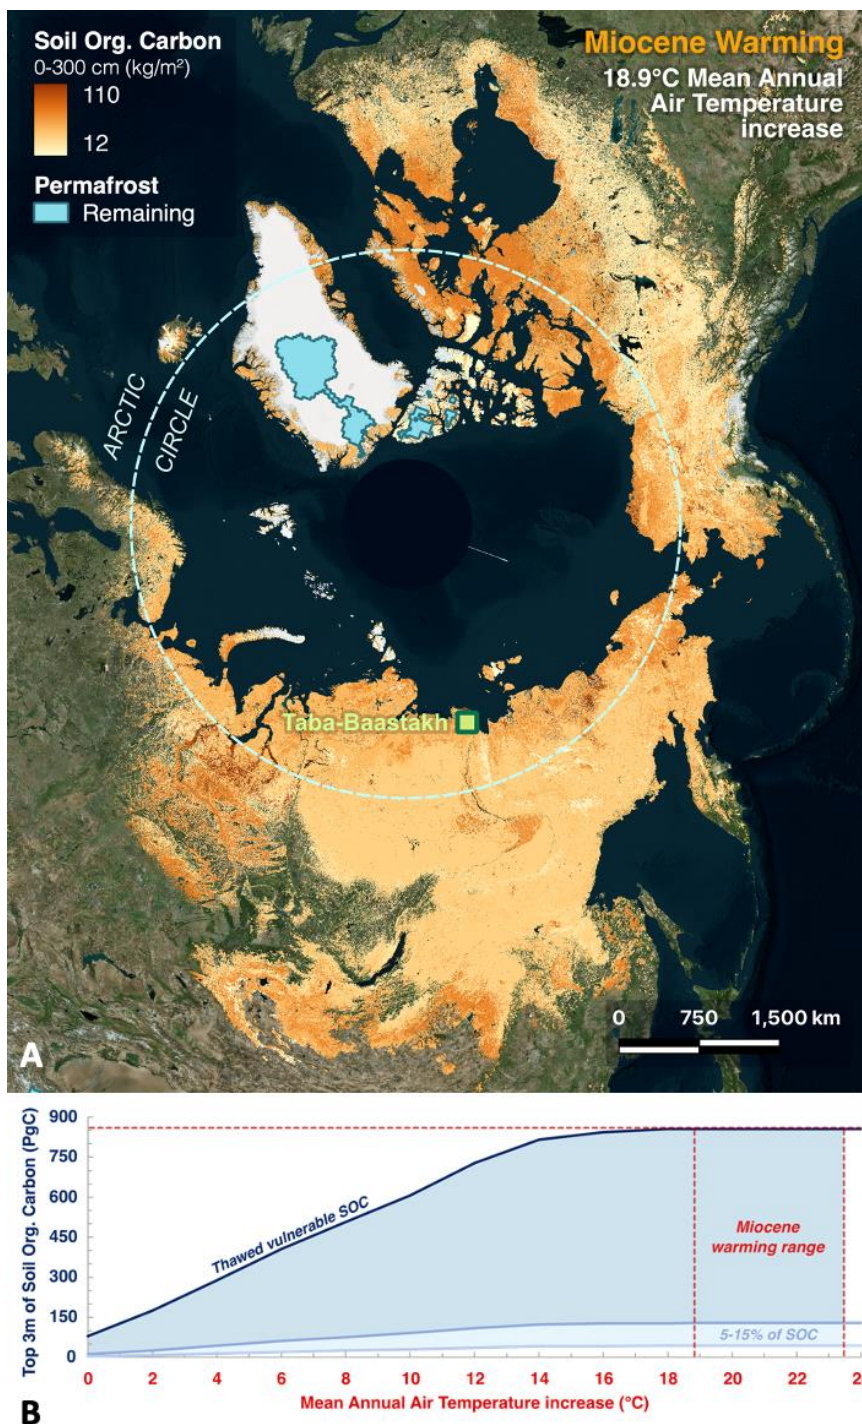 Soil Org. Carbon
0-300 cm (kg/m²)
110
12
Permafrost
Remaining
Miocene Warming
18.9°C Mean Annual
Air Temperature
increase
ARCTIC
CIRCLE
Taba-Baastakh
0 750 1,500 km
A
900
750
600
450
300
150
0
Top 3m of Soil Org. Carbon (PgC)
Thawed vulnerable SOC
Miocene
warming range
5-15% of SOC
0 2 4 6 8 10 12 14 16 18 20 22 2
Mean Annual Air Temperature increase (°C)
B